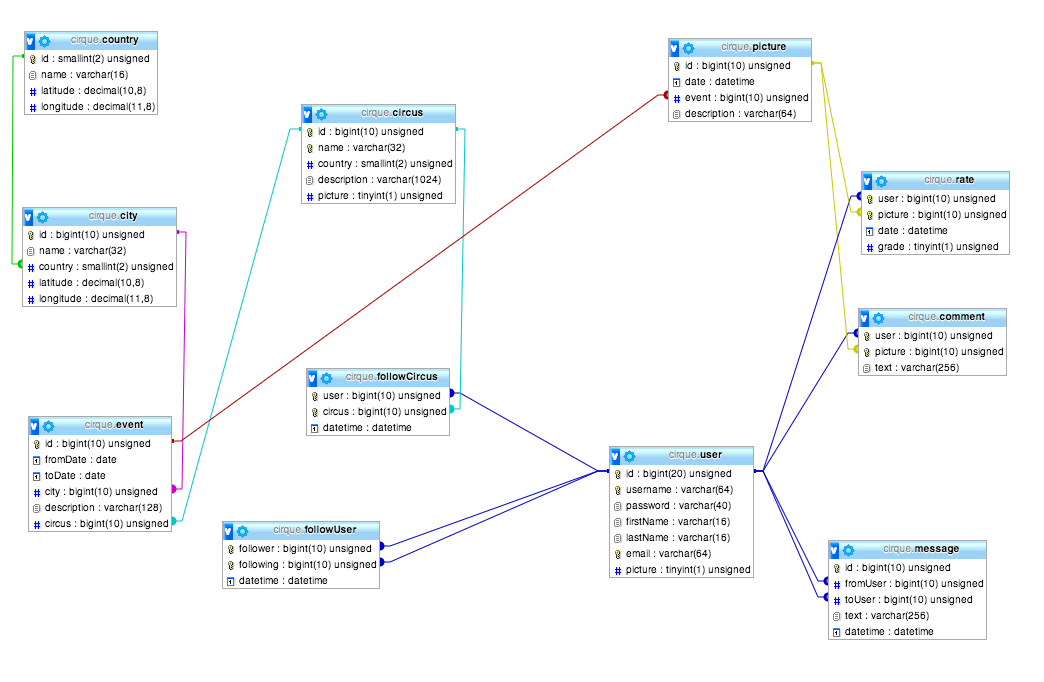 cirque.country
id : smallint(2) unsigned
name : varchar(16)
latitude : decimal(10,8)
longitude : decimal(11,8)
cirque.picture
id : bigint(10) unsigned
date : datetime
event : bigint(10) unsigned
description : varchar(64)
cirque.circus
id : bigint(10) unsigned
name : varchar(32)
country : smallint(2) unsigned
description : varchar(1024)
picture : tinyint(1) unsigned
cirque.rate
user : bigint(10) unsigned
picture : bigint(10) unsigned
date : datetime
grade : tinyint(1) unsigned
cirque.city
id : bigint(10) unsigned
name : varchar(32)
country : smallint(2) unsigned
latitude : decimal(10,8)
longitude : decimal(11,8)
cirque.comment
user : bigint(10) unsigned
picture : bigint(10) unsigned
text : varchar(256)
cirque.followCircus
user : bigint(10) unsigned
circus : bigint(10) unsigned
datetime : datetime
cirque.event
id : bigint(10) unsigned
fromDate : date
toDate : date
city : bigint(10) unsigned
description : varchar(128)
circus : bigint(10) unsigned
cirque.user
id : bigint(20) unsigned
username : varchar(64)
password : varchar(40)
firstName : varchar(16)
lastName : varchar(16)
email : varchar(64)
picture : tinyint(1) unsigned
cirque.followUser
follower : bigint(10) unsigned
following : bigint(10) unsigned
datetime : datetime
cirque.message
id : bigint(10) unsigned
fromUser : bigint(10) unsigned
toUser : bigint(10) unsigned
text : varchar(256)
datetime : datetime